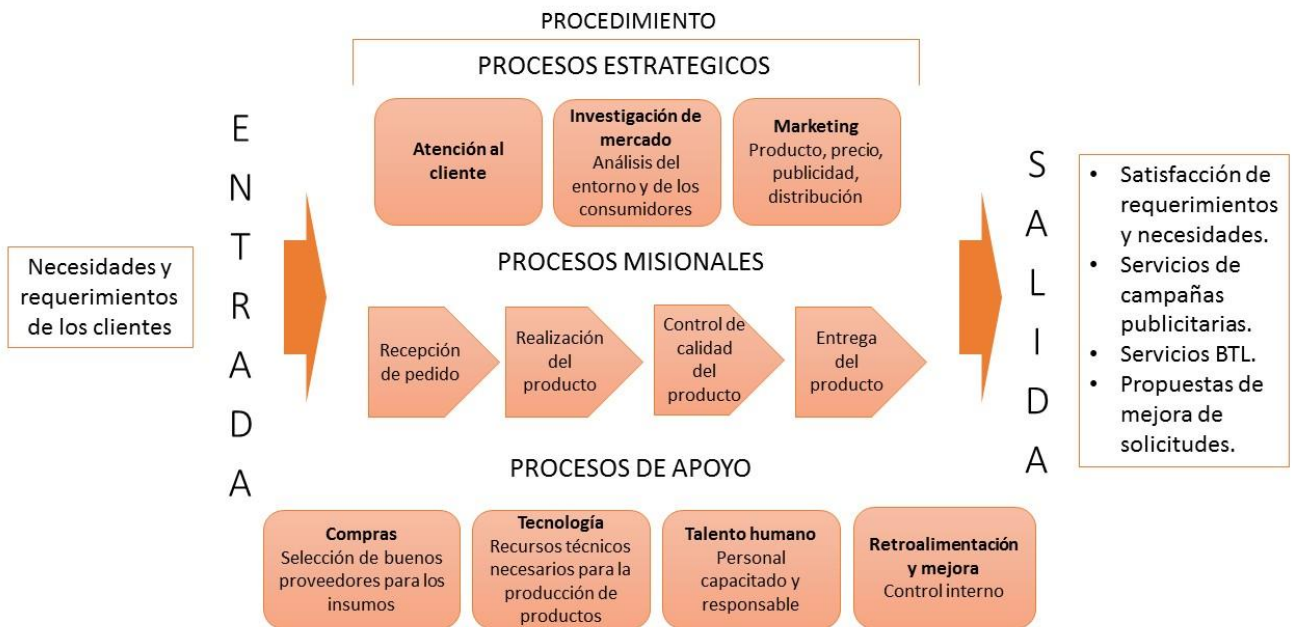 PROCEDIMIENTO
PROCESOS ESTRATEGICOS
ENTRADA
Necesidades y
requerimientos
de los clientes
Atención al
cliente
Investigación de
mercado
Análisis del
entorno y de los
consumidores
Marketing
Producto, precio,
publicidad,
distribución
PROCESOS MISIONALES
Recepción
de pedido
Realización
del
producto
Control de
calidad
del
producto
Entrega
del
producto
PROCESOS DE APOYO
Compras
Selección de buenos
proveedores para los
insumos
Tecnología
Recursos técnicos
necesarios para la
producción de
productos
Talento humano
Personal
capacitado y
responsable
Retroalimentación
y mejora
Control interno
SALIDA
• Satisfacción de
requerimientos
y necesidades.
• Servicios de
campañas
publicitarias.
• Servicios BTL.
• Propuestas de
mejora de
solicitudes.